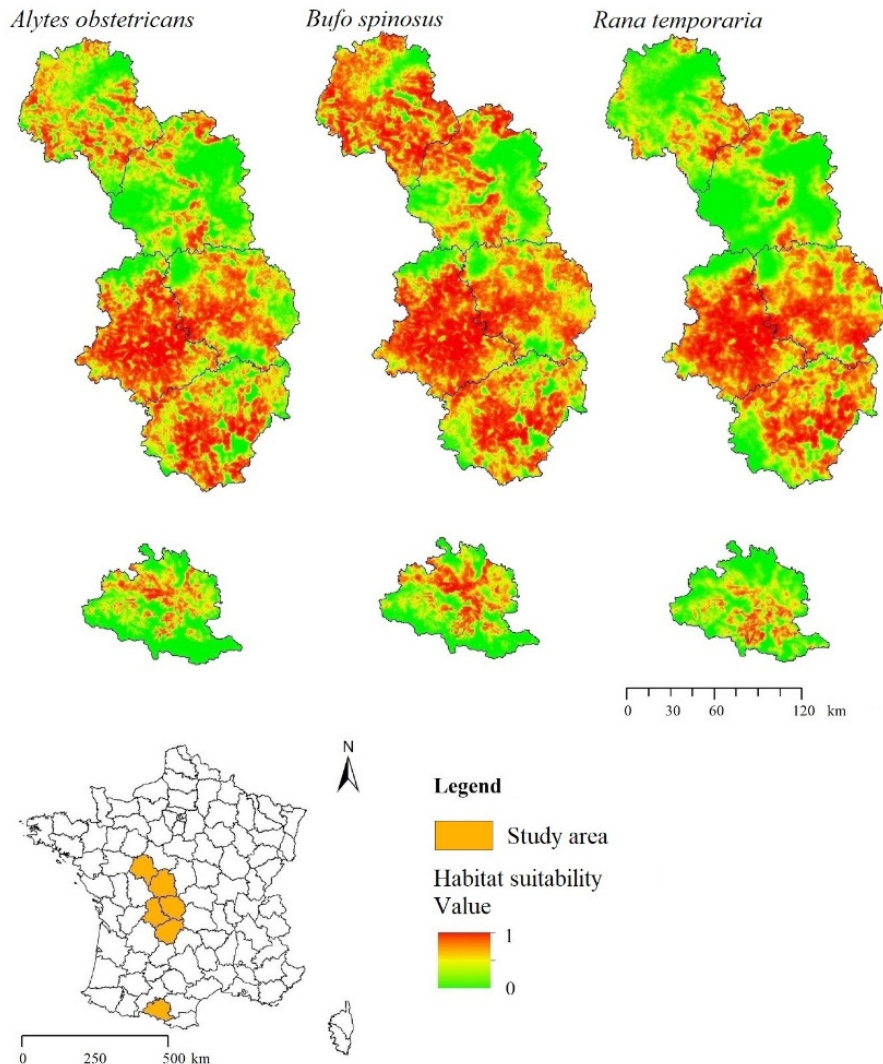 Alytes obstetricans
Bufo spinosus
Rana temporaria
0 30 60 120 km
N
Legend
Study area
Habitat suitability
Value
1
0
0 250 500 km